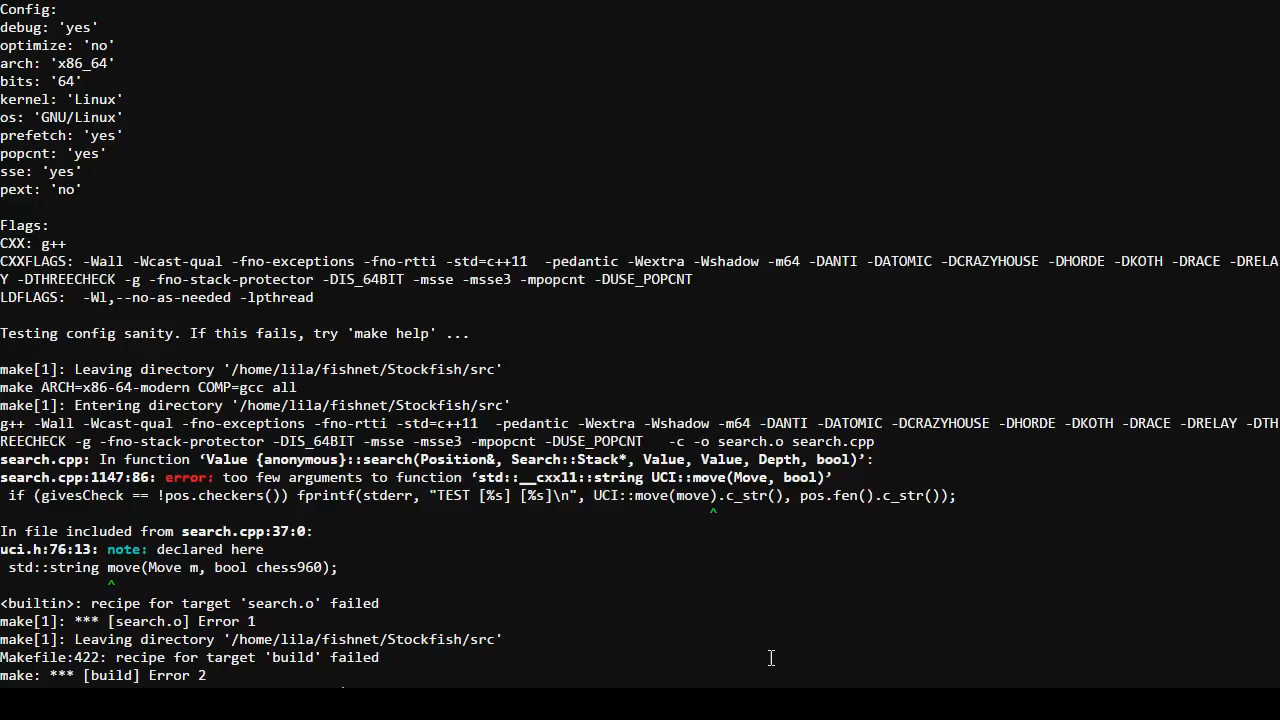 Config:
debug: 'yes'
optimize: 'no'
arch: 'x86_64'
bits: '64'
kernel: 'Linux'
os: 'GNU/Linux'
prefetch: 'yes'
popcnt: 'yes'
sse: 'yes'
pext: 'no'
Flags:
CXX: g++
CXXFLAGS: -Wall -Wcast-qual -fno-exceptions -fno-rtti -std=c++11  -pedantic -Wextra -Wshadow -m64 -DANTI -DATOMIC -DCRAZYHOUSE -DHORDE -DKOTH -DRACE -DRELA
Y -DTHREECHECK -g -fno-stack-protector -DIS_64BIT -msse -msse3 -mpopcnt -DUSE_POPCNT
LDFLAGS:  -Wl,--no-as-needed -lpthread
Testing config sanity. If this fails, try 'make help' ...
make[1]: Leaving directory '/home/lila/fishnet/Stockfish/src'
make ARCH=x86-64-modern COMP=gcc all
make[1]: Entering directory '/home/lila/fishnet/Stockfish/src'
g++ -Wall -Wcast-qual -fno-exceptions -fno-rtti -std=c++11  -pedantic -Wextra -Wshadow -m64 -DANTI -DATOMIC -DCRAZYHOUSE -DHORDE -DKOTH -DRACE -DRELAY -DTH
REECHECK -g -fno-stack-protector -DIS_64BIT -msse -msse3 -mpopcnt -DUSE_POPCNT   -c -o search.o search.cpp
search.cpp: In function ‘Value {anonymous}::search(Position&, Search::Stack*, Value, Value, Depth, bool)’:
search.cpp:1147:86: error: too few arguments to function ‘std::__cxx11::string UCI::move(Move, bool)’
if (givesCheck == !pos.checkers()) fprintf(stderr, "TEST [%s] [%s]\n", UCI::move(move).c_str(), pos.fen().c_str());
^
In file included from search.cpp:37:0:
uci.h:76:13: note: declared here
std::string move(Move m, bool chess960);
^
<builtin>: recipe for target 'search.o' failed
make[1]: *** [search.o] Error 1
make[1]: Leaving directory '/home/lila/fishnet/Stockfish/src'
Makefile:422: recipe for target 'build' failed
make: *** [build] Error 2